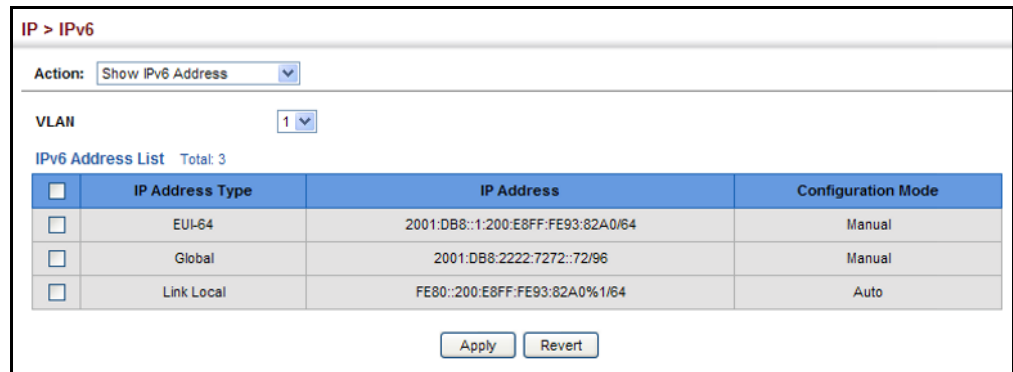 IP > IPv6
Action: Show IPv6 Address
VLAN 1
IPv6 Address List Total: 3
IP Address Type IP Address Configuration Mode
EUI-64 2001:DB8::1:200:E8FF:FE93:82A0/64 Manual
Global 2001:DB8:2222:7272::72/96 Manual
Link Local FE80::200:E8FF:FE93:82A0%1/64 Auto
Apply Revert